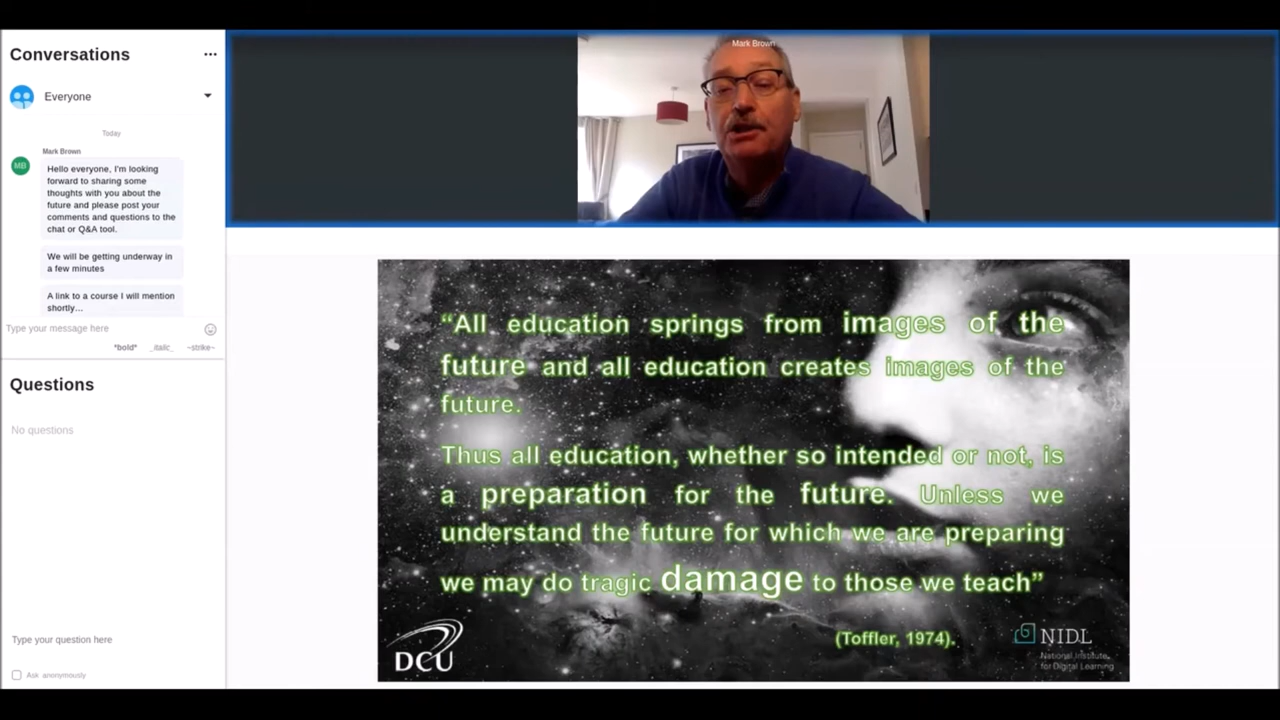 Conversations
Everyone
Today
Mark Brown
MB
Hello everyone, I'm looking
forward to sharing some
thoughts with you about the
future and please post your
comments and questions to the
chat or Q&A tool.
We will be getting underway in
a few minutes
A link to a course I will mention
shortly...
Type your message here
*bold* _italic_ ~strike~
Questions
No questions
Type your question here
Ask anonymously
Mark Brown
“All education springs from images of the
future and all education creates images of the
future.
Thus all education, whether so intended or not, is
a preparation for the future. Unless we
understand the future for which we are preparing
we may do tragic damage to those we teach”
(Toffler, 1974).
DCU
NIDL
National Institute
for Digital Learning